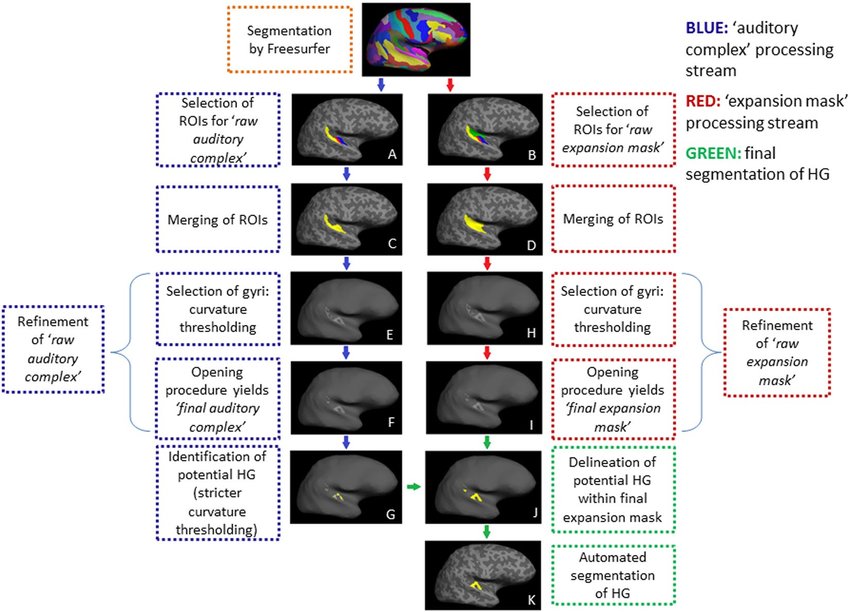 Segmentation
by Freesurfer
BLUE: ‘auditory
complex’ processing
stream
RED: ‘expansion mask’
processing stream
GREEN: final
segmentation of HG
Selection of
ROIs for ‘raw
auditory
complex’
A
B
Selection of
ROIs for ‘raw
expansion mask’
Merging of ROIs
C
D
Merging of ROIs
Refinement
of ‘raw
auditory
complex’
Selection of gyri:
curvature
thresholding
E
H
Selection of gyri:
curvature
thresholding
Refinement
of ‘raw
expansion
mask’
Opening
procedure yields
‘final auditory
complex’
F
I
Opening
procedure yields
‘final expansion
mask’
Identification of
potential HG
(stricter
curvature
thresholding)
G
J
Delineation of
potential HG
within final
expansion mask
K
Automated
segmentation
of HG